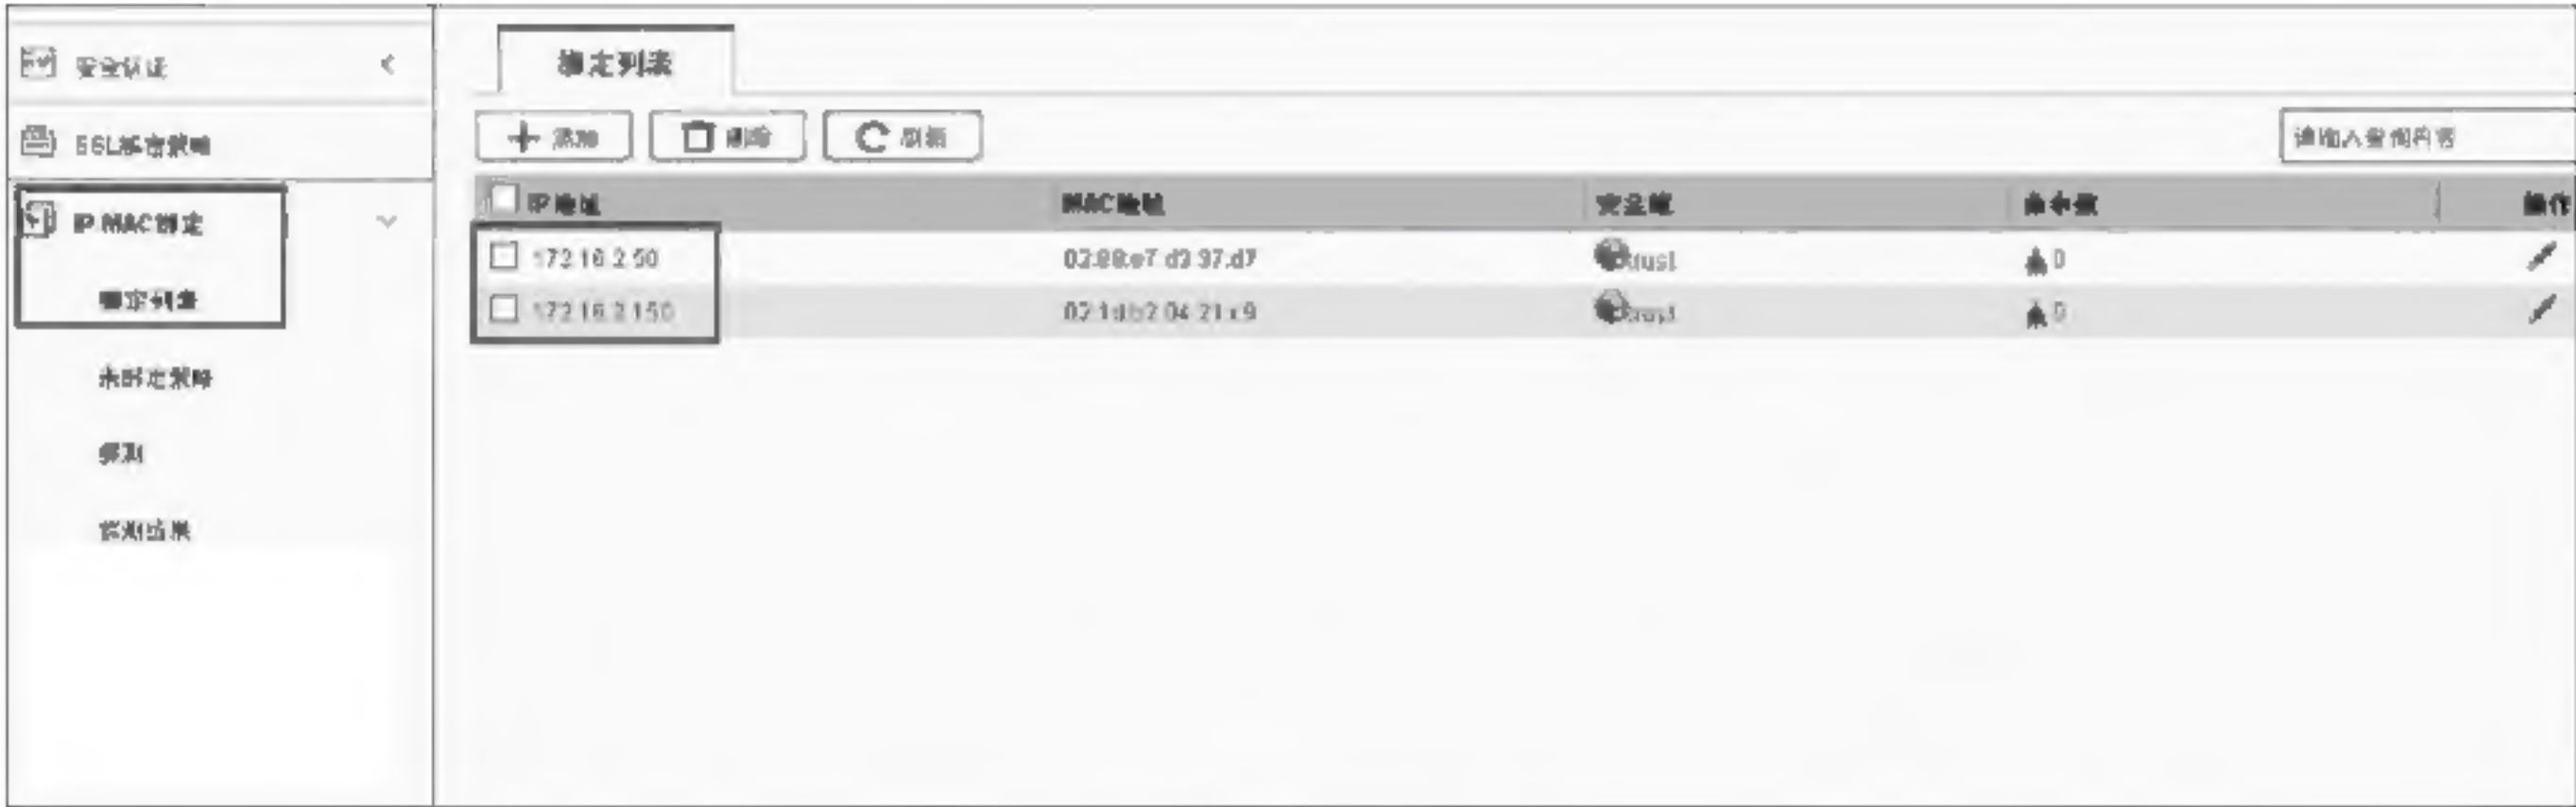 安全认证
SSL解密策略
IP MAC绑定
绑定列表
未绑定策略
探测
探测结果
绑定列表
添加 删除 刷新 请输入查询内容
IP地址 MAC地址 安全域 命中数 操作
172.16.2.50 trust 0
172.16.2.150 trust 0